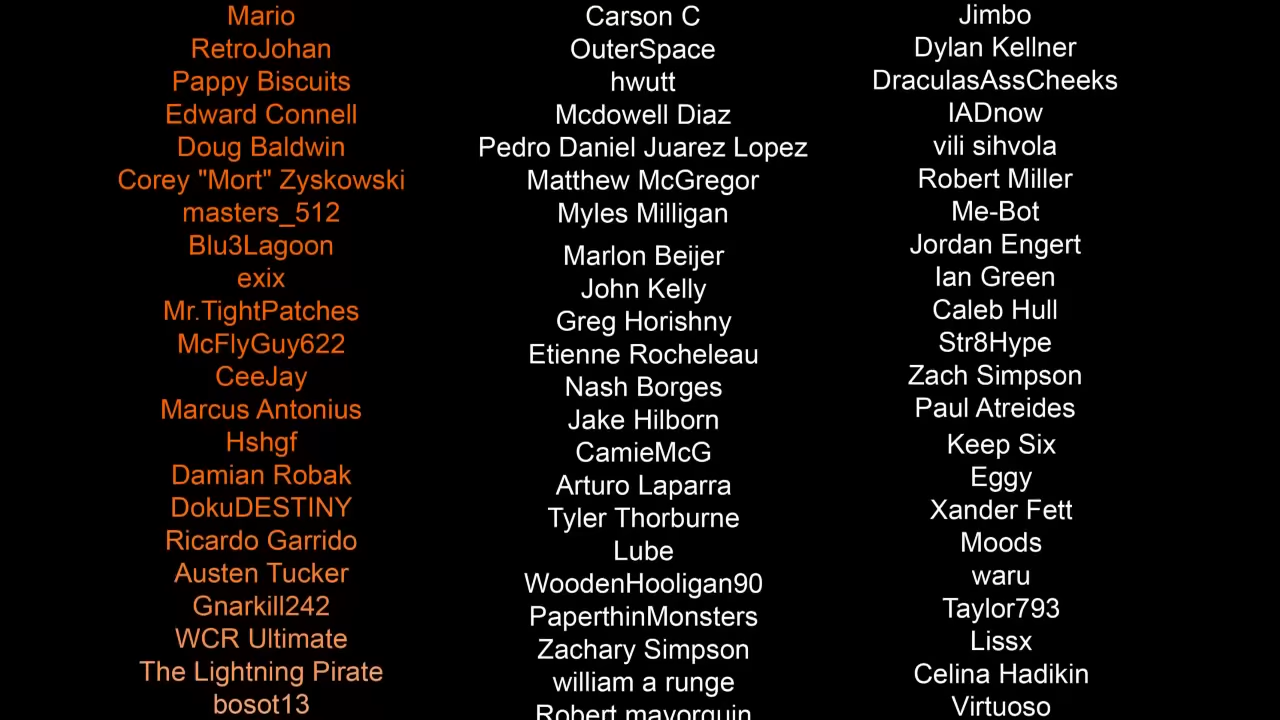 Mario
RetroJohan
Pappy Biscuits
Edward Connell
Doug Baldwin
Corey "Mort" Zyskowski
masters_512
Blu3Lagoon
exix
Mr.TightPatches
McFlyGuy622
CeeJay
Marcus Antonius
Hshgf
Damian Robak
DokuDESTINY
Ricardo Garrido
Austen Tucker
Gnarkill242
WCR Ultimate
The Lightning Pirate
bosot13
Carson C
OuterSpace
hwutt
Mcdowell Diaz
Pedro Daniel Juarez Lopez
Matthew McGregor
Myles Milligan
Marlon Beijer
John Kelly
Greg Horishny
Etienne Rocheleau
Nash Borges
Jake Hilborn
CamieMcG
Arturo Laparra
Tyler Thorburne
Lube
WoodenHooligan90
PaperthinMonsters
Zachary Simpson
william a runge
Robert mayorquin
Jimbo
Dylan Kellner
DraculasAssCheeks
IADnow
vili sihvola
Robert Miller
Me-Bot
Jordan Engert
Ian Green
Caleb Hull
Str8Hype
Zach Simpson
Paul Atreides
Keep Six
Eggy
Xander Fett
Moods
waru
Taylor793
Lissx
Celina Hadikin
Virtuoso